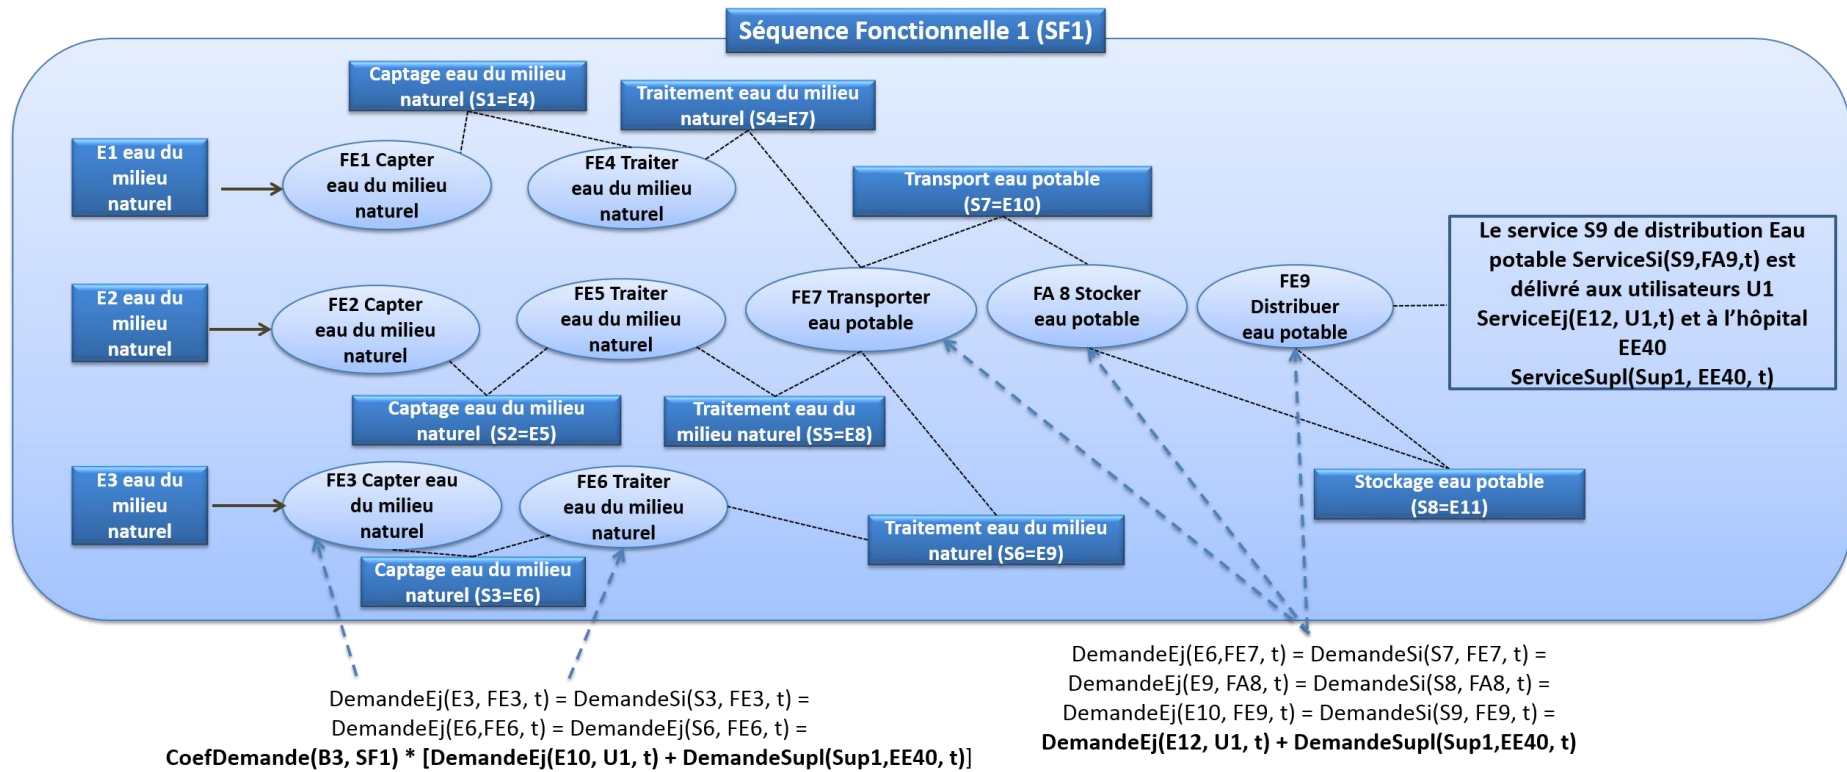 Séquence Fonctionnelle 1 (SF1)
Captage eau du milieu
naturel (S1=E4)
Traitement eau du milieu
naturel (S4=E7)
E1 eau du
milieu
naturel
FE1 Capter
eau du milieu
naturel
FE4 Traiter
eau du milieu
naturel
Transport eau potable
(S7=E10)
Le service S9 de distribution Eau
potable ServiceSi(S9,FA9,t) est
délivré aux utilisateurs U1
ServiceEj(E12, U1,t) et à l’hôpital
EE40
ServiceSupl(Sup1, EE40, t)
E2 eau du
milieu
naturel
FE2 Capter
eau du milieu
naturel
FE5 Traiter
eau du milieu
naturel
FE7 Transporter
eau potable
FA 8 Stocker
eau potable
FE9
Distribuer
eau potable
Captage eau du milieu
naturel (S2=E5)
Traitement eau du
milieu naturel (S5=E8)
E3 eau du
milieu
naturel
FE3 Capter eau
du milieu
naturel
FE6 Traiter
eau du milieu
naturel
Traitement eau du milieu
naturel (S6=E9)
Stockage eau potable
(S8=E11)
Captage eau du milieu
naturel (S3=E6)
DemandeEj(E3, FE3, t) = DemandeSi(S3, FE3, t) =
DemandeEj(E6,FE6, t) = DemandeEj(S6, FE6, t) =
CoefDemande(B3, SF1) * [DemandeEj(E10, U1, t) + DemandeSupl(Sup1,EE40, t)]
DemandeEj(E6,FE7, t) = DemandeSi(S7, FE7, t) =
DemandeEj(E9, FA8, t) = DemandeSi(S8, FA8, t) =
DemandeEj(E10, FE9, t) = DemandeSi(S9, FE9, t) =
DemandeEj(E12, U1, t) + DemandeSupl(Sup1,EE40, t)